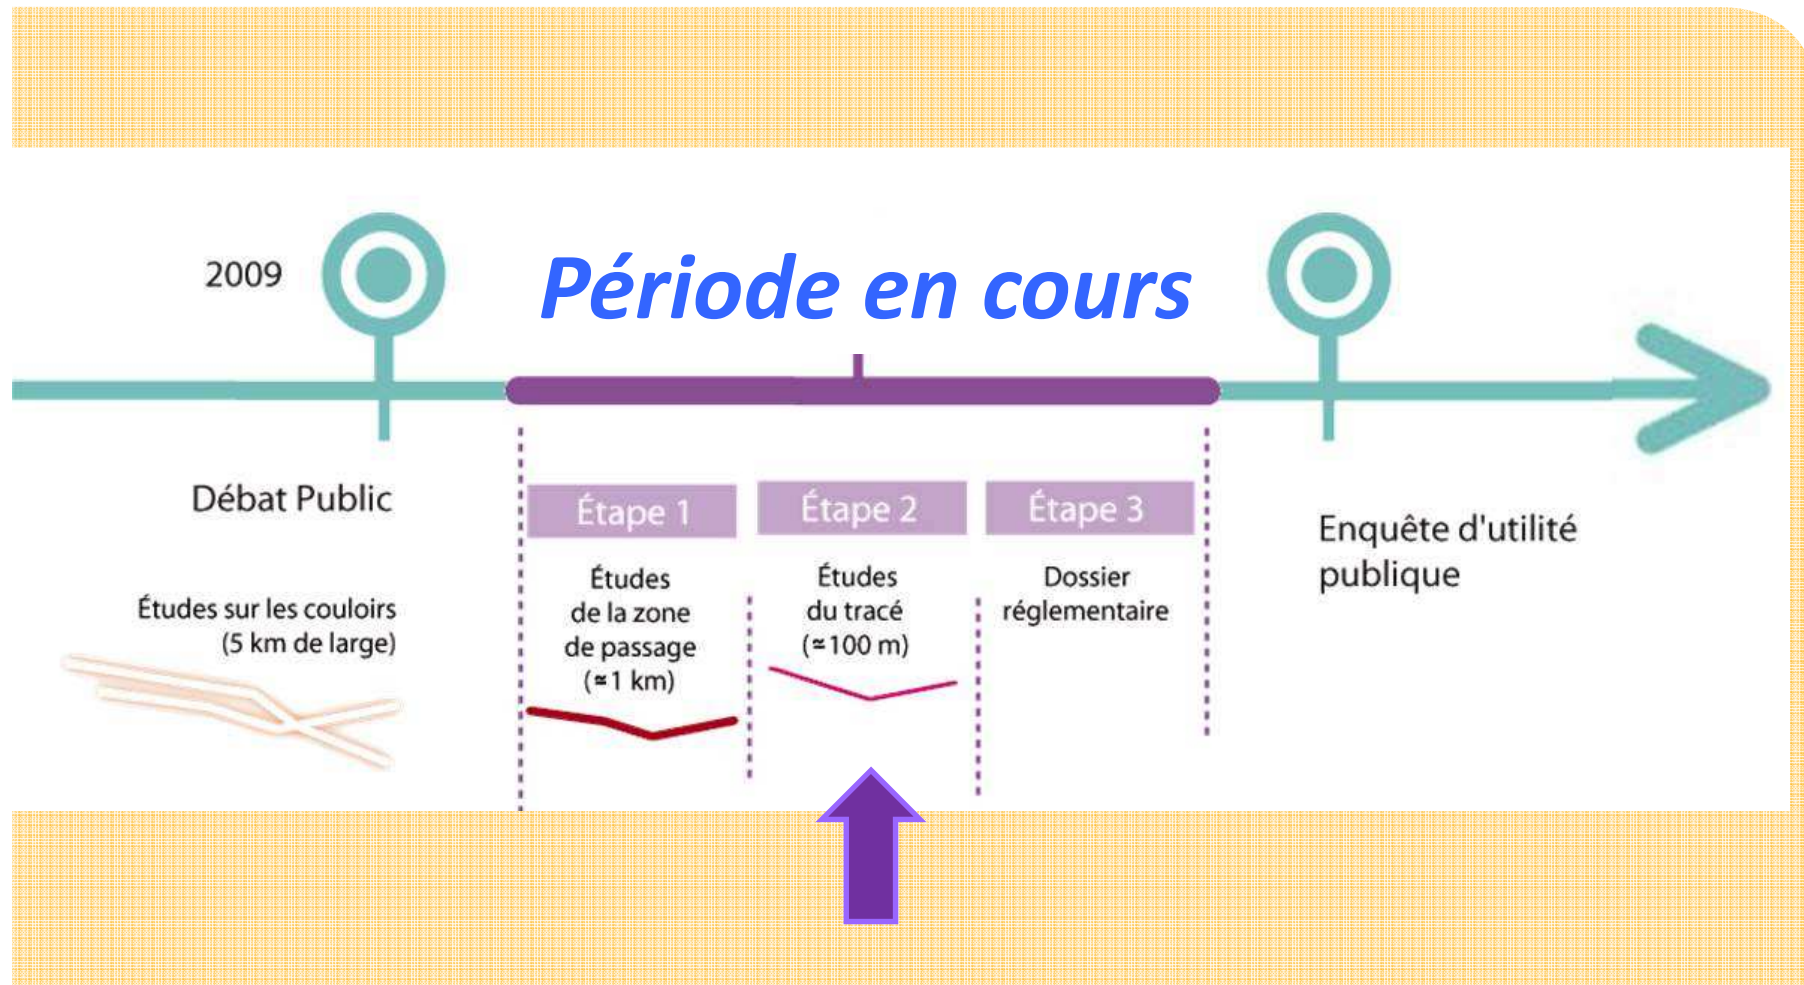 2009
Période en cours
Débat Public
Études sur les couloirs
(5 km de large)
Étape 1
Études
de la zone
de passage
(≃1 km)
Étape 2
Études
du tracé
(≃100 m)
Étape 3
Dossier
réglementaire
Enquête d'utilité
publique